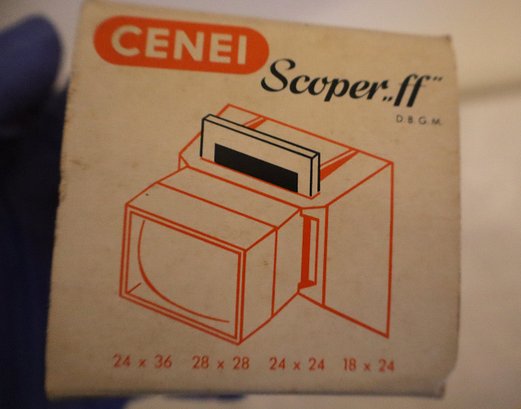 CENEI
Scoper „ff"
D.B.G.M.
24 x 36 28 x 28 24 x 24 18 x 24